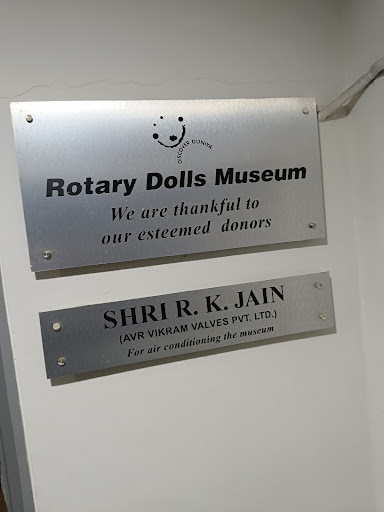 DISCOVER DUNIYA
Rotary Dolls Museum
We are thankful to
our esteemed donors
SHRI R. K. JAIN
(AVR VIKRAM VALVES PVT. LTD.)
For air conditioning the museum